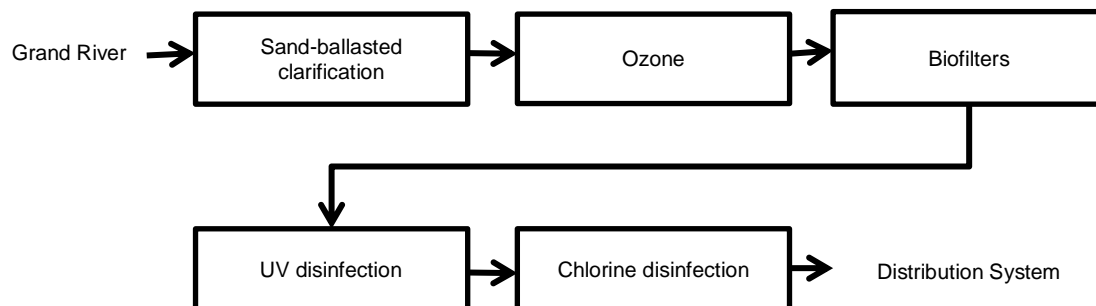 Grand River
Sand-ballasted
clarification
Ozone
Biofilters
UV disinfection
Chlorine disinfection
Distribution System